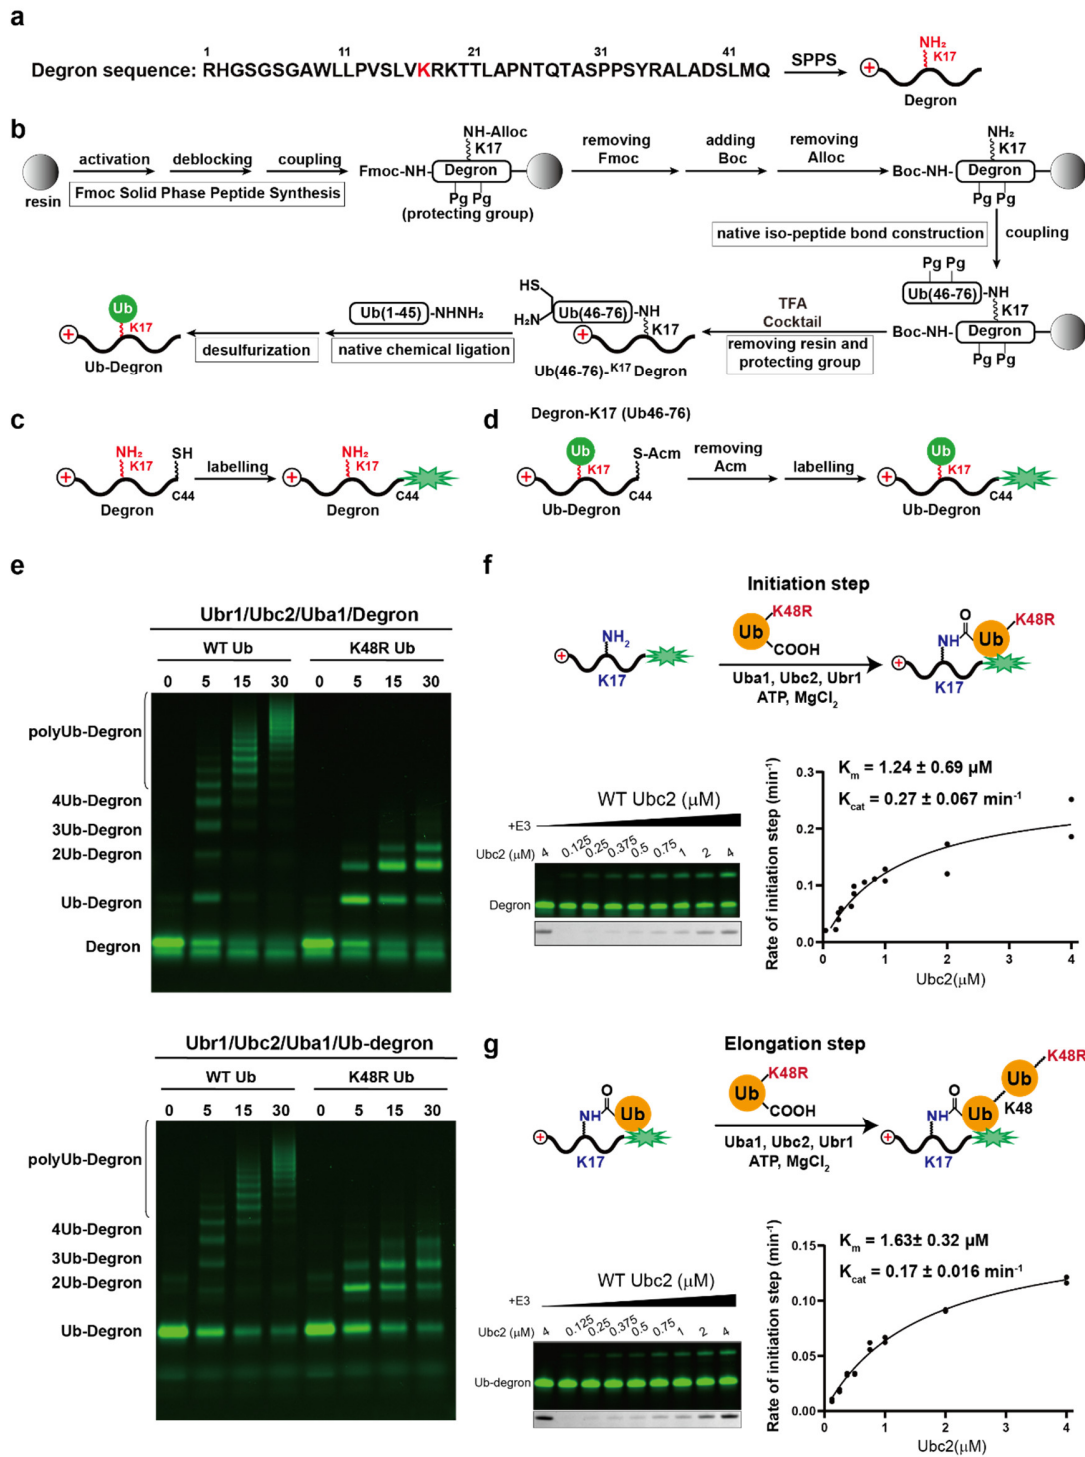 a
1 11 21 31 41
Degron sequence: RHGSGSGAWLLPVSLVKRKTTLAPNTQTASPPSYRALADSLMQ
SPPS
NH₂
K17
Degron
b
resin
activation
deblocking
coupling
Fmoc Solid Phase Peptide Synthesis
NH-Alloc
K17
Fmoc-NH-
Degron
Pg Pg
(protecting group)
removing
Fmoc
adding
Boc
removing
Alloc
NH₂
K17
Boc-NH-
Degron
Pg Pg
native iso-peptide bond construction
coupling
Pg Pg
Ub(46-76)
-NH
K17
Boc-NH-
Degron
Pg Pg
TFA
Cocktail
removing resin and
protecting group
HS
H₂N
Ub(46-76)
-NH
K17
Ub(46-76)-ᴷ¹⁷ Degron
Ub(1-45)
-NHNH₂
native chemical ligation
desulfurization
Ub
K17
Ub-Degron
c
NH₂
K17
SH
C44
Degron
labelling
NH₂
K17
C44
Degron
d
Degron-K17 (Ub46-76)
Ub
K17
S-Acm
C44
Ub-Degron
removing
Acm
labelling
Ub
K17
C44
Ub-Degron
e
Ubr1/Ubc2/Uba1/Degron
WT Ub K48R Ub
0 5 15 30 0 5 15 30
polyUb-Degron
4Ub-Degron
3Ub-Degron
2Ub-Degron
Ub-Degron
Degron
Ubr1/Ubc2/Uba1/Ub-degron
WT Ub K48R Ub
0 5 15 30 0 5 15 30
polyUb-Degron
4Ub-Degron
3Ub-Degron
2Ub-Degron
Ub-Degron
f
Initiation step
NH₂
K17
K48R
Ub
COOH
Uba1, Ubc2, Ubr1
ATP, MgCl₂
O
NH
Ub
K48R
K17
WT Ubc2 (μM)
+E3
Ubc2 (μM) 4 0.125 0.25 0.375 0.5 0.75 1 2 4
Degron
Kₘ = 1.24 ± 0.69 μM
K_cat = 0.27 ± 0.067 min⁻¹
Rate of initiation step (min⁻¹)
0.3
0.2
0.1
0.0
0 1 2 3 4
Ubc2(μM)
g
Elongation step
O
NH
Ub
K17
K48R
Ub
COOH
Uba1, Ubc2, Ubr1
ATP, MgCl₂
K48R
Ub
K48
O
NH
Ub
K17
WT Ubc2 (μM)
+E3
Ubc2 (μM) 4 0.125 0.25 0.375 0.5 0.75 1 2 4
Ub-degron
Kₘ = 1.63± 0.32 μM
K_cat = 0.17 ± 0.016 min⁻¹
Rate of initiation step (min⁻¹)
0.15
0.10
0.05
0.00
0 1 2 3 4
Ubc2(μM)